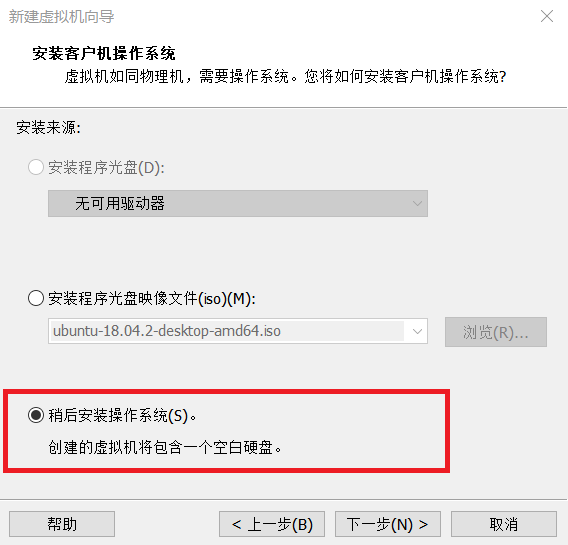 新建虚拟机向导
安装客户机操作系统
虚拟机如同物理机，需要操作系统。您将如何安装客户机操作系统?
安装来源:
安装程序光盘(D):
无可用驱动器
安装程序光盘映像文件(iso)(M):
ubuntu-18.04.2-desktop-amd64.iso
浏览(R)...
稍后安装操作系统(S)。
创建的虚拟机将包含一个空白硬盘。
帮助
< 上一步(B)
下一步(N) >
取消